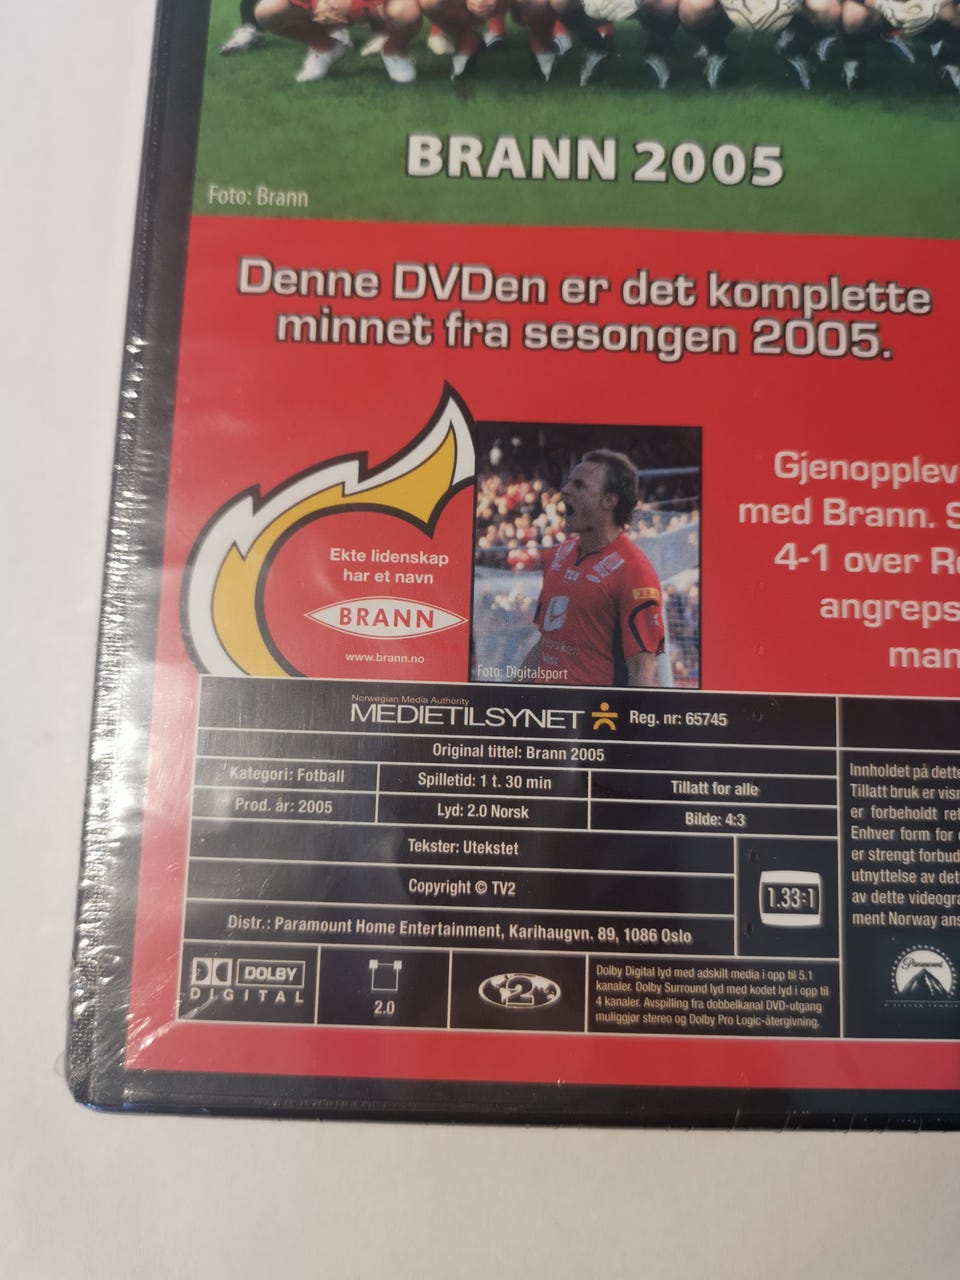 BRANN 2005
Foto: Brann
Denne DVDen er det komplette
minnet fra sesongen 2005.
Gjenopplev
med Brann. S
4-1 over R
angreps
man
Ekte lidenskap
har et navn
BRANN
www.brann.no
Foto: Digitalsport
Norwegian Media Authority
MEDIETILSYNET Reg. nr: 65745
Original tittel: Brann 2005
Kategori: Fotball Spilletid: 1 t. 30 min Tillatt for alle
Prod. år: 2005 Lyd: 2.0 Norsk Bilde: 4:3
Tekster: Utekstet
Copyright © TV2
Distr.: Paramount Home Entertainment, Karihaugvn. 89, 1086 Oslo
1.33:1
DOLBY
DIGITAL
2.0
2
Dolby Digital lyd med adskilt media i opp til 5.1
kanaler. Dolby Surround lyd med kodet lyd i opp til
4 kanaler. Avspilling fra dobbelkanal DVD-utgang
muliggjør stereo og Dolby Pro Logic-återgivning.
Innholdet på dette
Tillatt bruk er visn
er forbeholdt ret
Enhver form for
er strengt forbud
utnyttelse av det
av dette videogra
ment Norway ans
Paramount